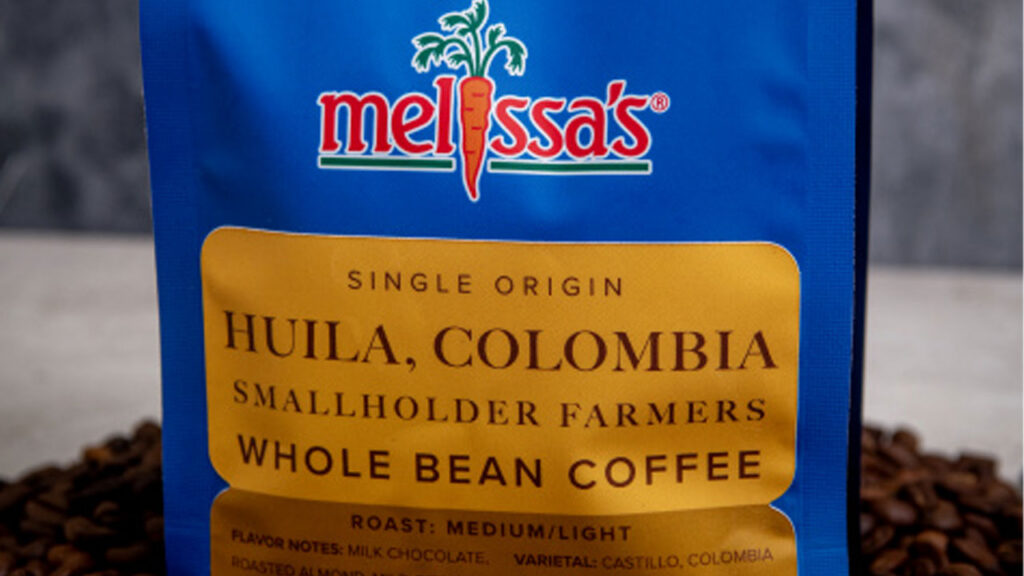 melissa's®
SINGLE ORIGIN
HUILA, COLOMBIA
SMALLHOLDER FARMERS
WHOLE BEAN COFFEE
ROAST: MEDIUM/LIGHT
FLAVOR NOTES: MILK CHOCOLATE, VARIETAL: CASTILLO, COLOMBIA
ROASTED ALMOND,